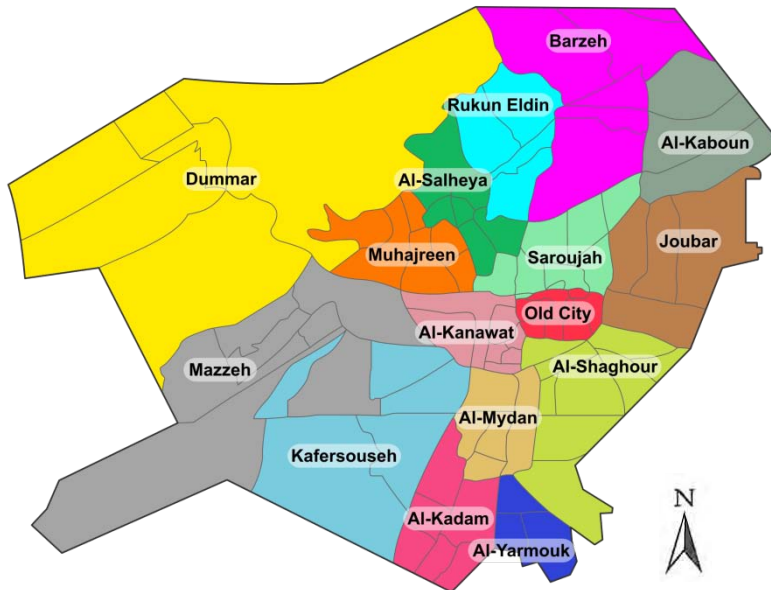 Barzeh
Rukun Eldin
Al-Kaboun
Dummar
Al-Salheya
Muhajreen
Saroujah
Joubar
Old City
Al-Kanawat
Mazzeh
Al-Shaghour
Al-Mydan
Kafersouseh
N
Al-Kadam
Al-Yarmouk